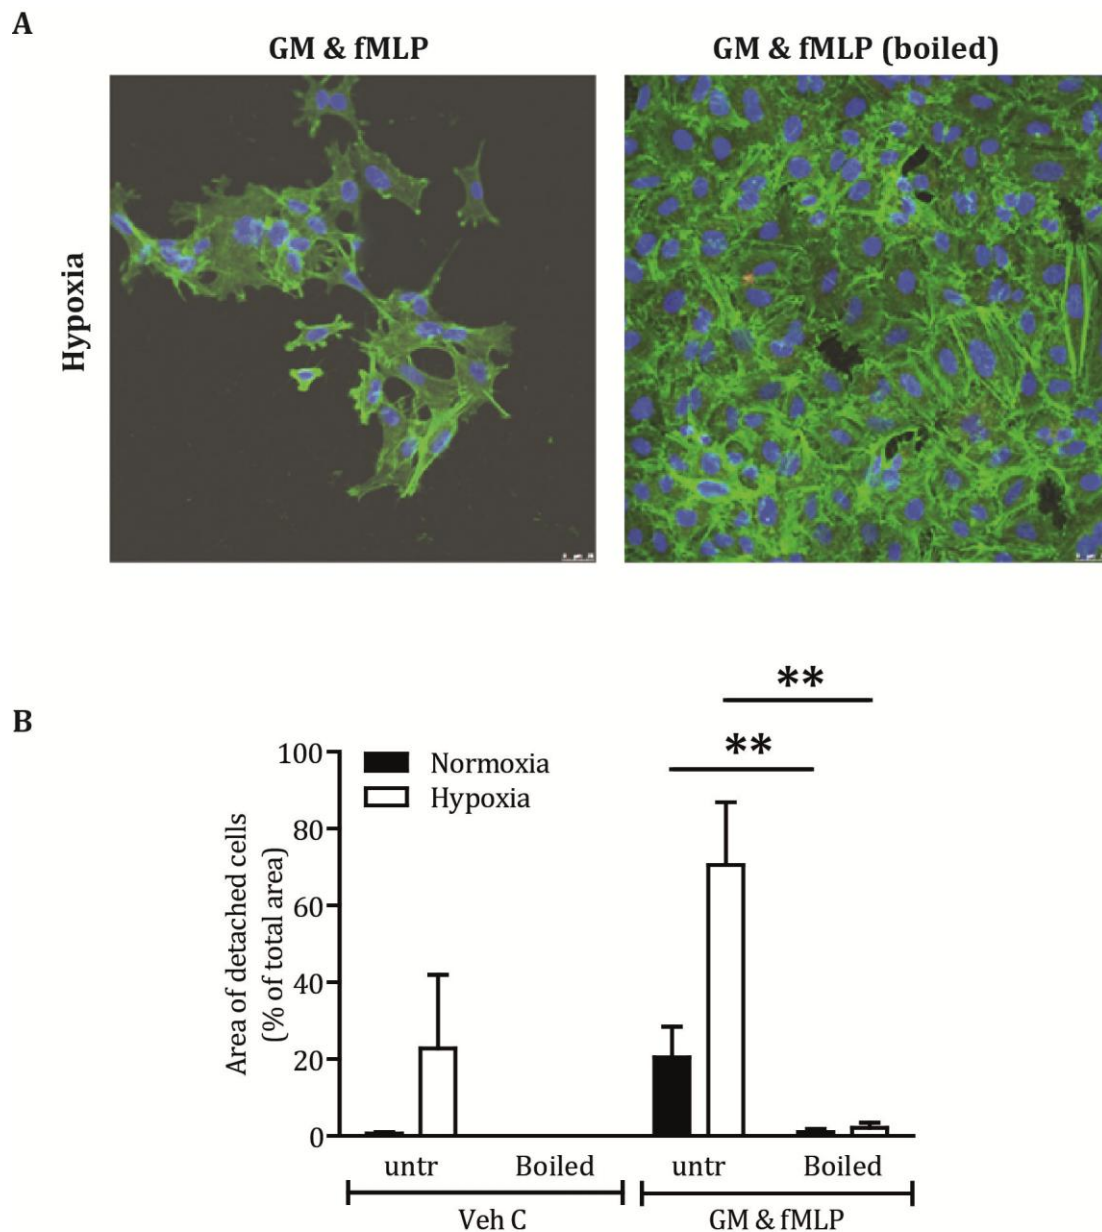 A
GM & fMLP
GM & fMLP (boiled)
Hypoxia
B
**
**
Area of detached cells
(% of total area)
100
80
60
40
20
0
Normoxia
Hypoxia
untr
Boiled
untr
Boiled
Veh C
GM & fMLP